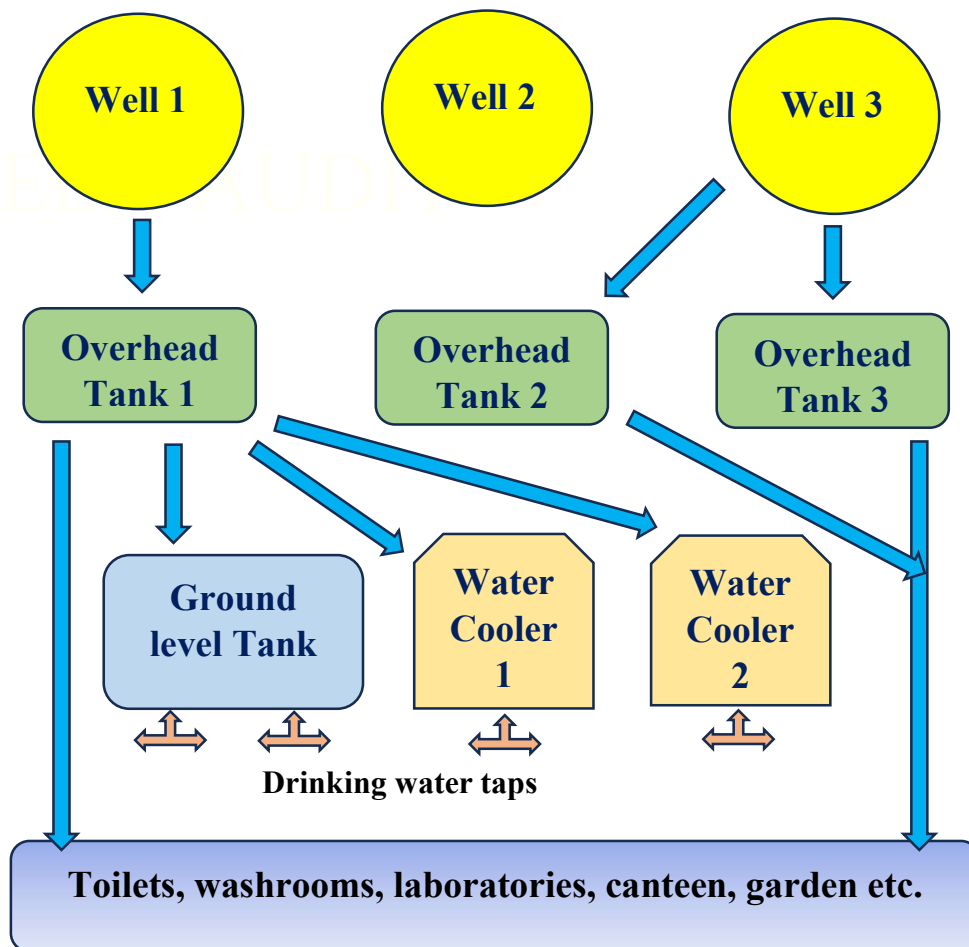 Well 1
Well 2
Well 3
Overhead
Tank 1
Overhead
Tank 2
Overhead
Tank 3
Ground
level Tank
Water
Cooler
1
Water
Cooler
2
Drinking water taps
Toilets, washrooms, laboratories, canteen, garden etc.